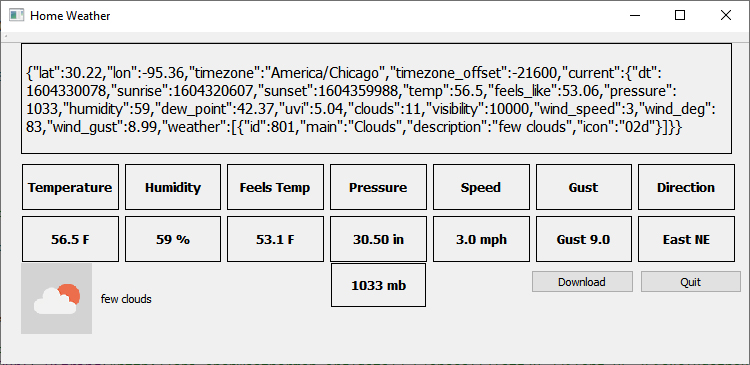 Home Weather
{"lat":30.22,"lon":-95.36,"timezone":"America/Chicago","timezone_offset":-21600,"current":{"dt":
1604330078,"sunrise":1604320607,"sunset":1604359988,"temp":56.5,"feels_like":53.06,"pressure":
1033,"humidity":59,"dew_point":42.37,"uvi":5.04,"clouds":11,"visibility":10000,"wind_speed":3,"wind_deg":
83,"wind_gust":8.99,"weather":[{"id":801,"main":"Clouds","description":"few clouds","icon":"02d"}]}}
Temperature Humidity Feels Temp Pressure Speed Gust Direction
56.5 F 59 % 53.1 F 30.50 in 3.0 mph Gust 9.0 East NE
few clouds 1033 mb Download Quit